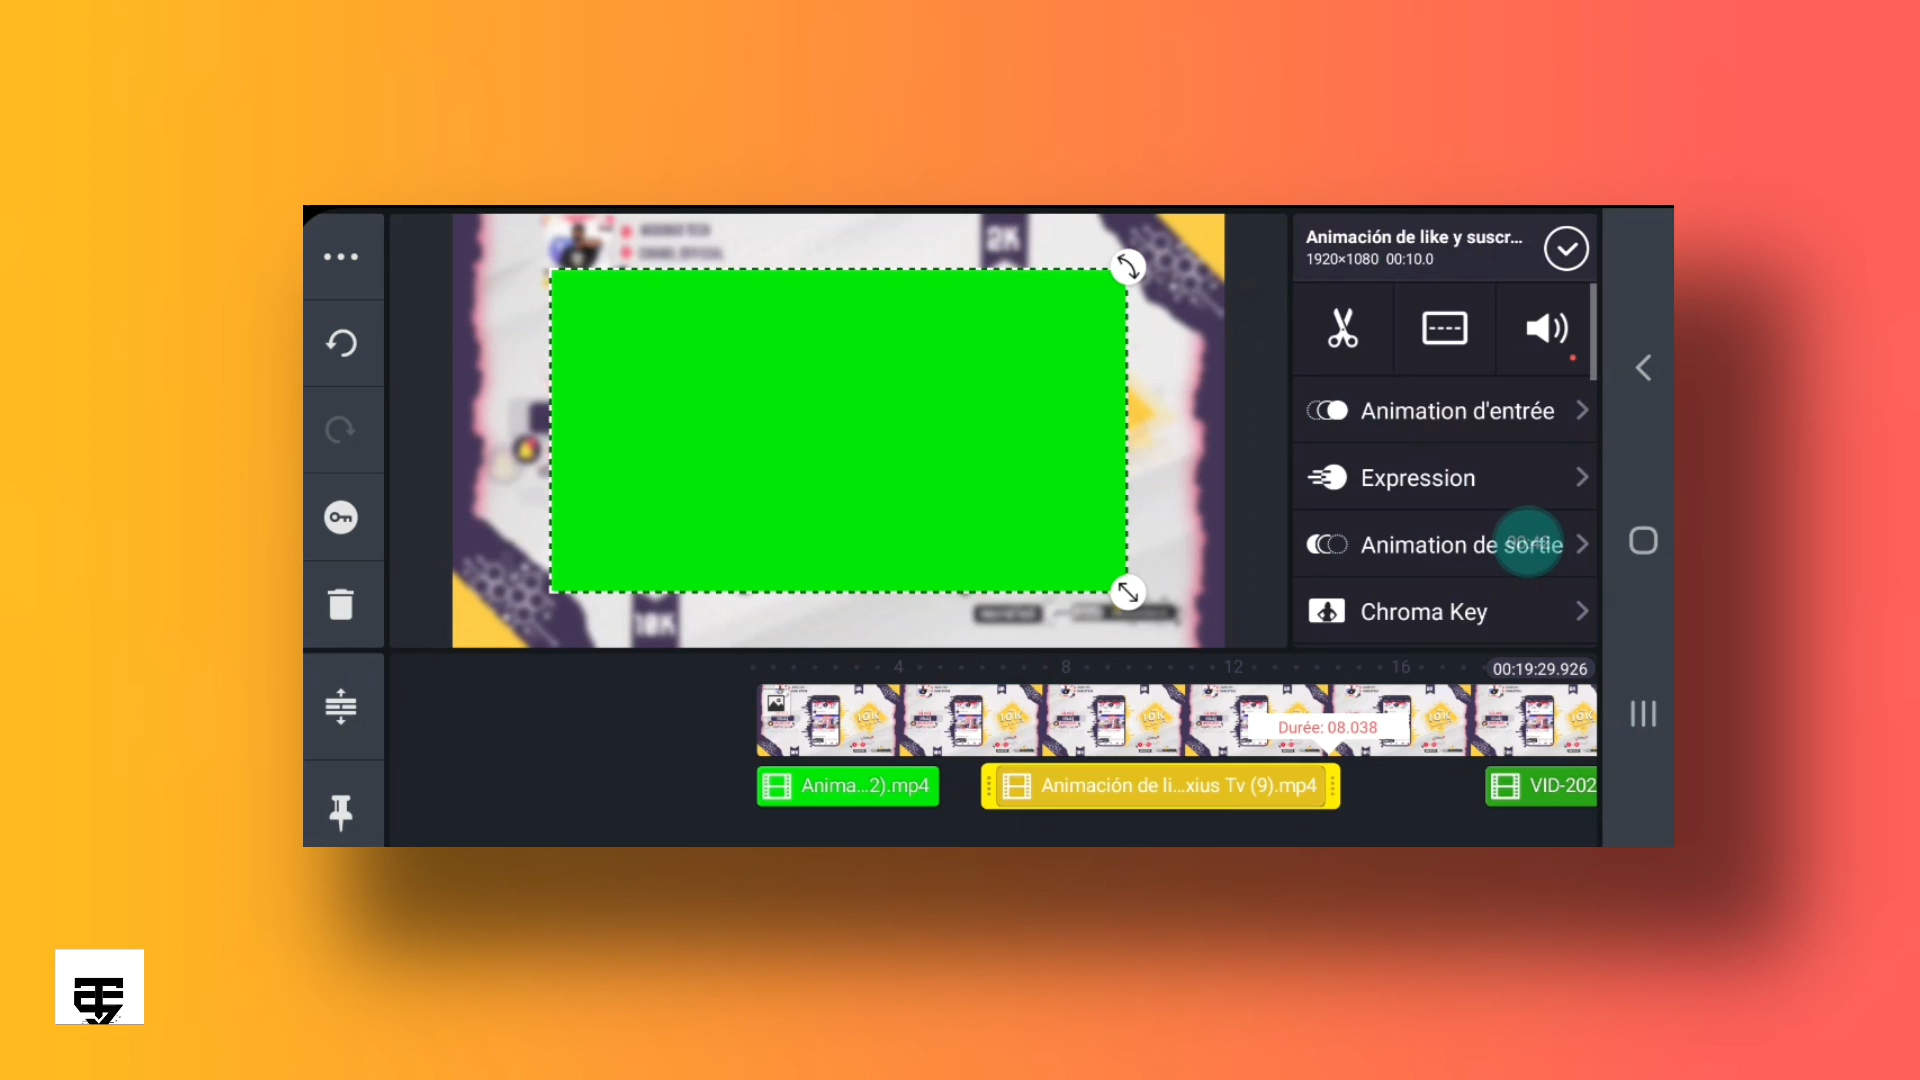 2K
10K
Animación de like y suscr...
1920×1080 00:10.0
Animation d'entrée
Expression
Animation de sortie
Chroma Key
4 8 12 16
00:19:29.926
Durée: 08.038
Anima...2).mp4
Animación de li...xius Tv (9).mp4
VID-202